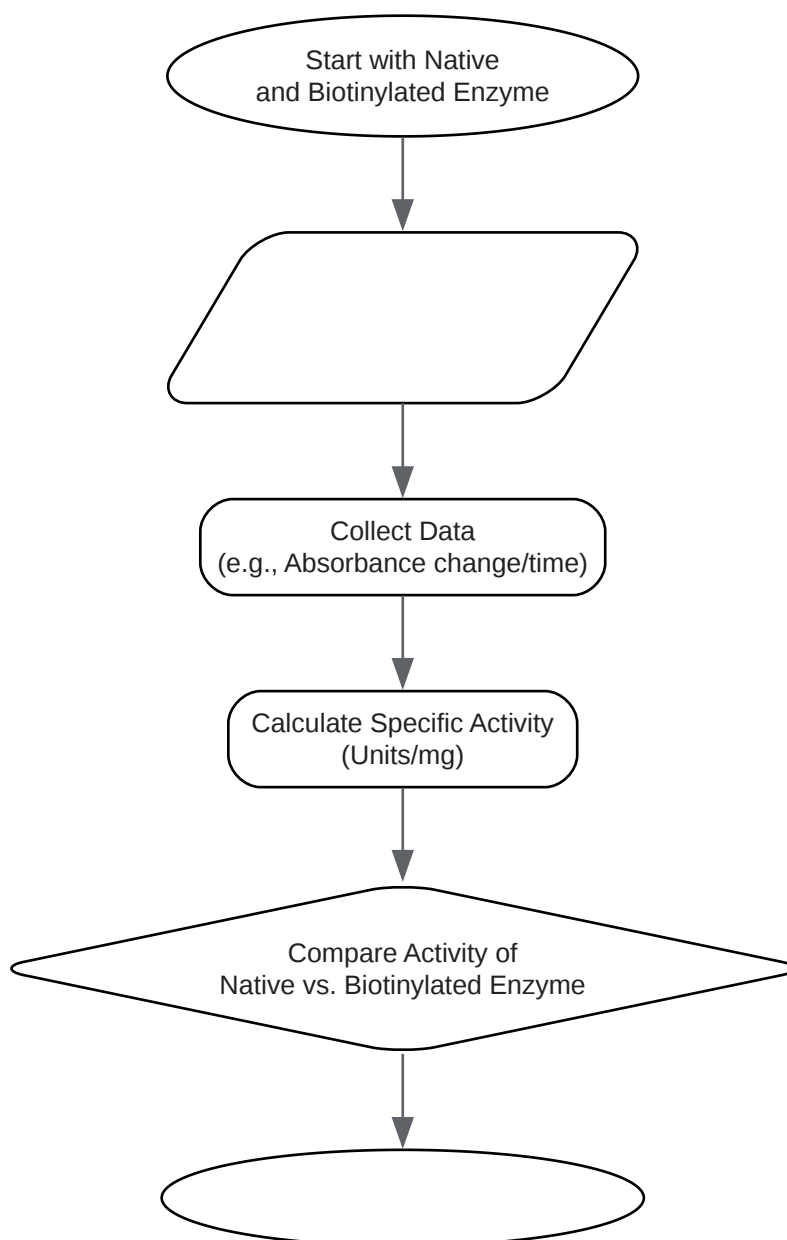 Start with Native
and Biotinylated Enzyme
Collect Data
(e.g., Absorbance change/time)
Calculate Specific Activity
(Units/mg)
Compare Activity of
Native vs. Biotinylated Enzyme